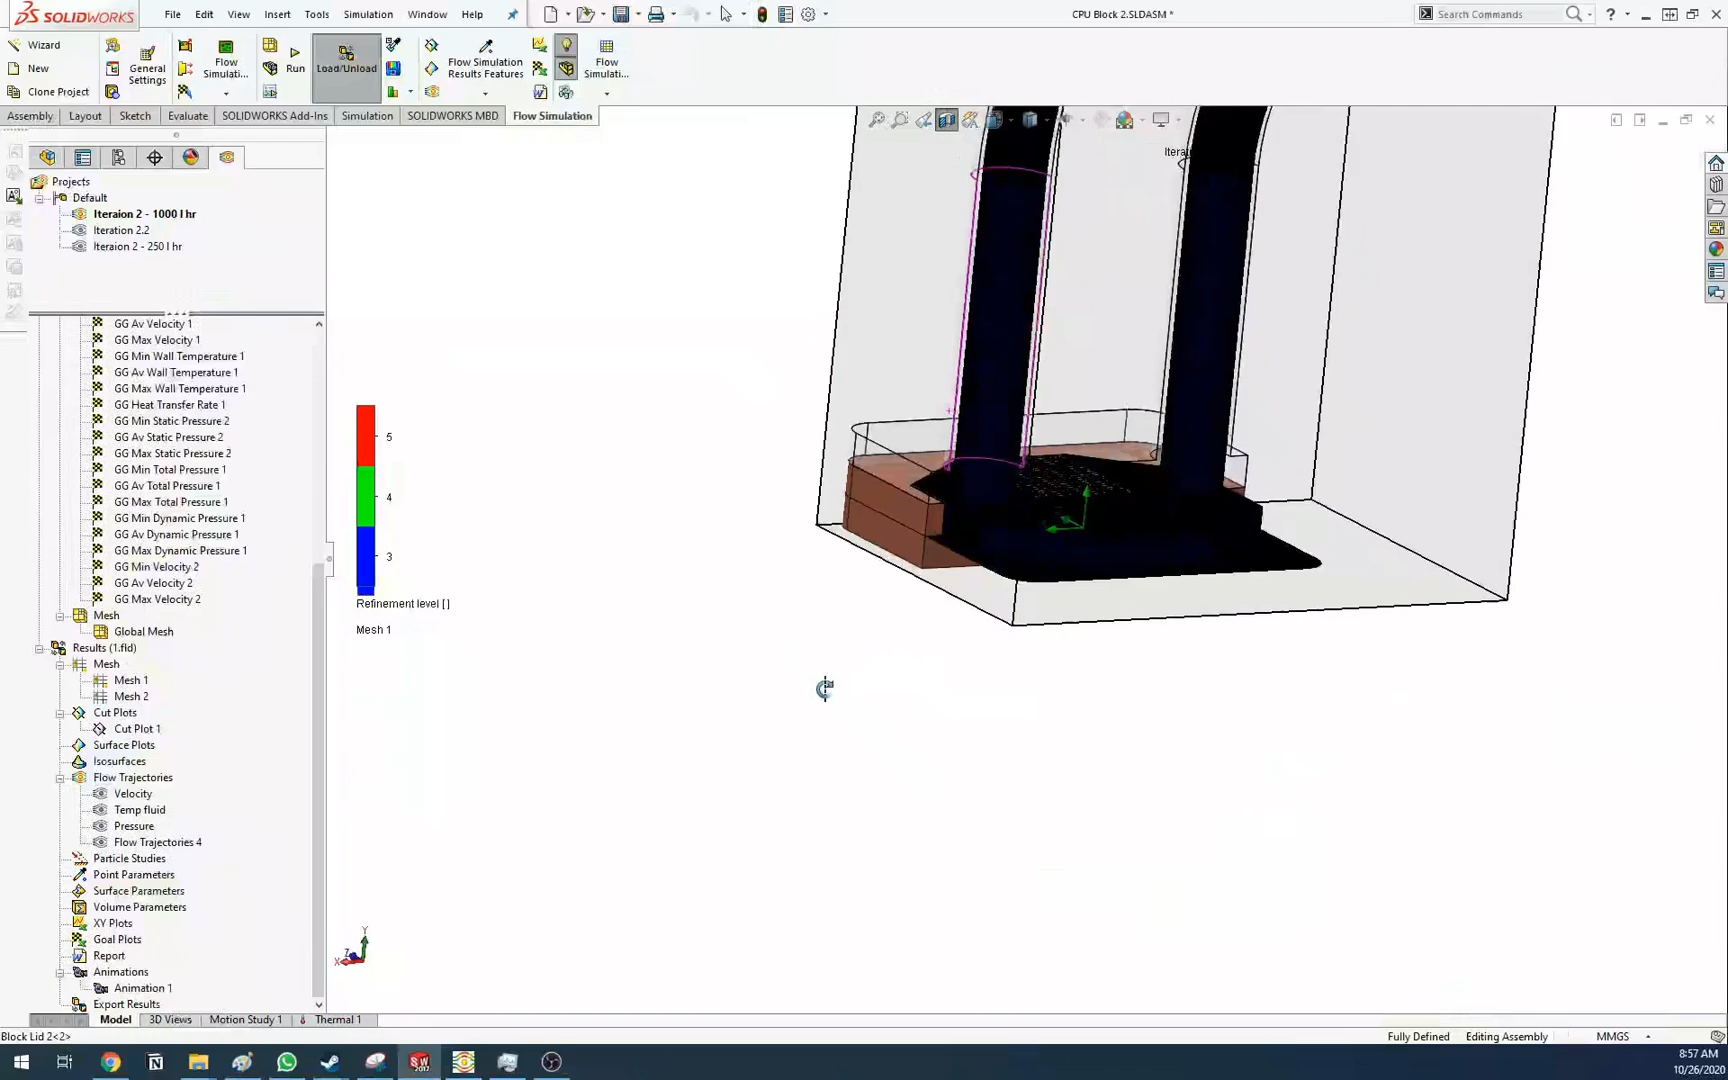 SOLIDWORKS
File Edit View Insert Tools Simulation Window Help
CPU Block 2.SLDASM *
Search Commands
Wizard
New
Clone Project
General Settings
Flow Simulati...
Run
Load/Unload
Flow Simulation Results Features
Flow Simulati...
Assembly Layout Sketch Evaluate SOLIDWORKS Add-Ins Simulation SOLIDWORKS MBD Flow Simulation
Projects
Default
Iteraion 2 - 1000 l hr
Iteration 2.2
Iteraion 2 - 250 l hr
GG Av Velocity 1
GG Max Velocity 1
GG Min Wall Temperature 1
GG Av Wall Temperature 1
GG Max Wall Temperature 1
GG Heat Transfer Rate 1
GG Min Static Pressure 2
GG Av Static Pressure 2
GG Max Static Pressure 2
GG Min Total Pressure 1
GG Av Total Pressure 1
GG Max Total Pressure 1
GG Min Dynamic Pressure 1
GG Av Dynamic Pressure 1
GG Max Dynamic Pressure 1
GG Min Velocity 2
GG Av Velocity 2
GG Max Velocity 2
Mesh
Global Mesh
Results (1.fld)
Mesh
Mesh 1
Mesh 2
Cut Plots
Cut Plot 1
Surface Plots
Isosurfaces
Flow Trajectories
Velocity
Temp fluid
Pressure
Flow Trajectories 4
Particle Studies
Point Parameters
Surface Parameters
Volume Parameters
XY Plots
Goal Plots
Report
Animations
Animation 1
Export Results
5
4
3
Refinement level [ ]
Mesh 1
Y
Z
X
Model 3D Views Motion Study 1 Thermal 1
Block Lid 2<2>
Fully Defined Editing Assembly MMGS
8:57 AM
10/26/2020